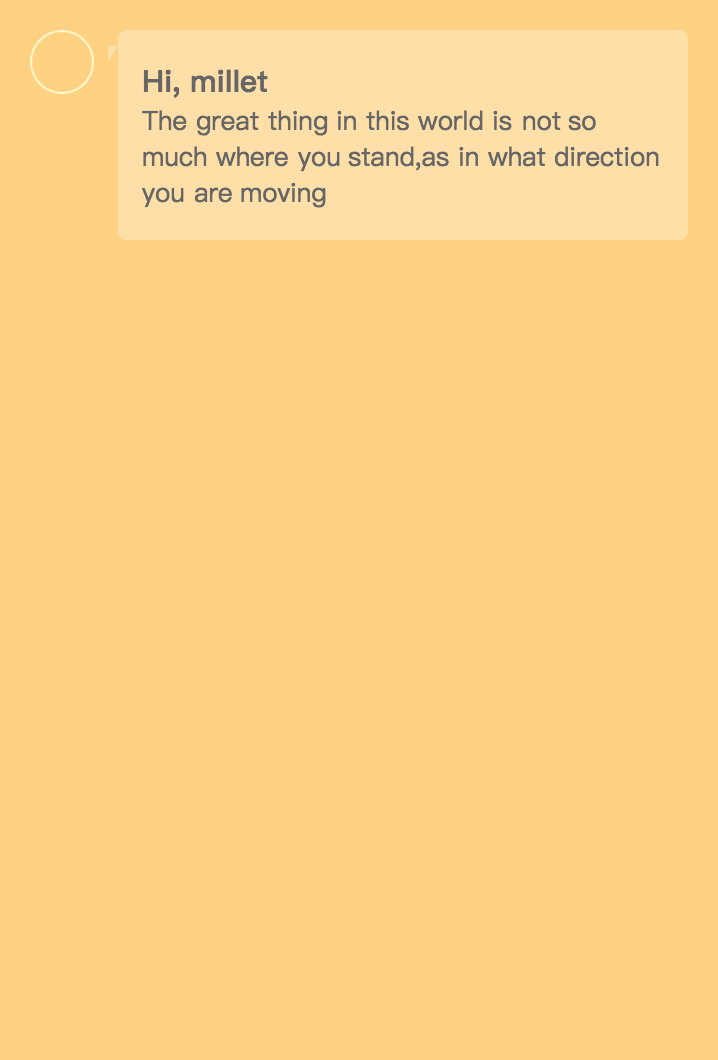 Hi, millet
The great thing in this world is not so
much where you stand,as in what direction
you are moving